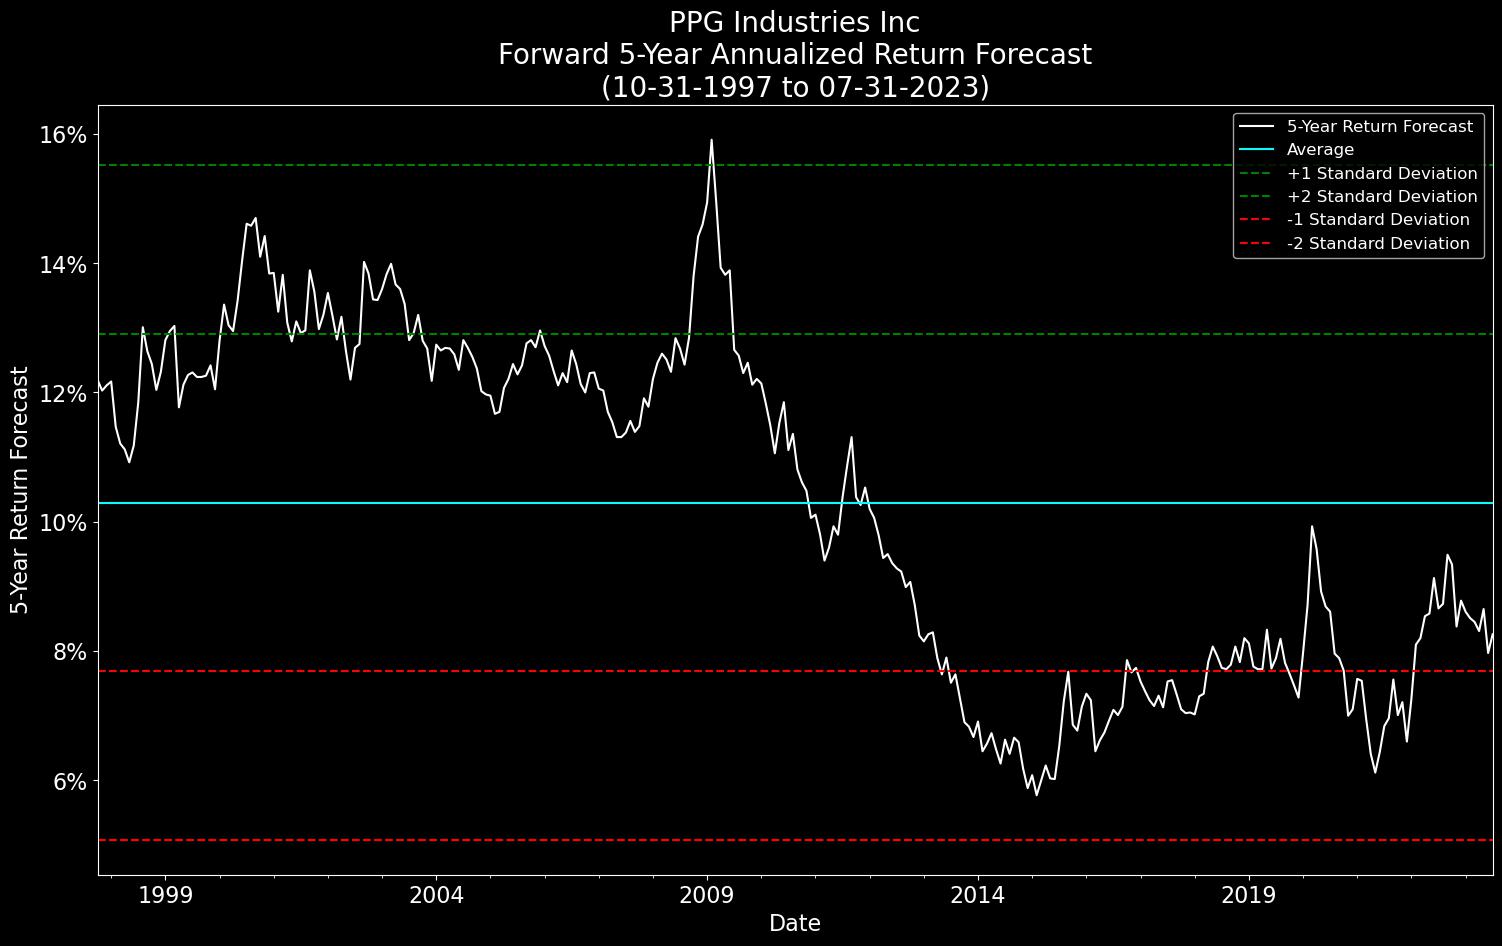 PPG Industries Inc
Forward 5-Year Annualized Return Forecast
(10-31-1997 to 07-31-2023)
5-Year Return Forecast
Average
+1 Standard Deviation
+2 Standard Deviation
-1 Standard Deviation
-2 Standard Deviation
16%
14%
12%
10%
8%
6%
5-Year Return Forecast
1999 2004 2009 2014 2019
Date